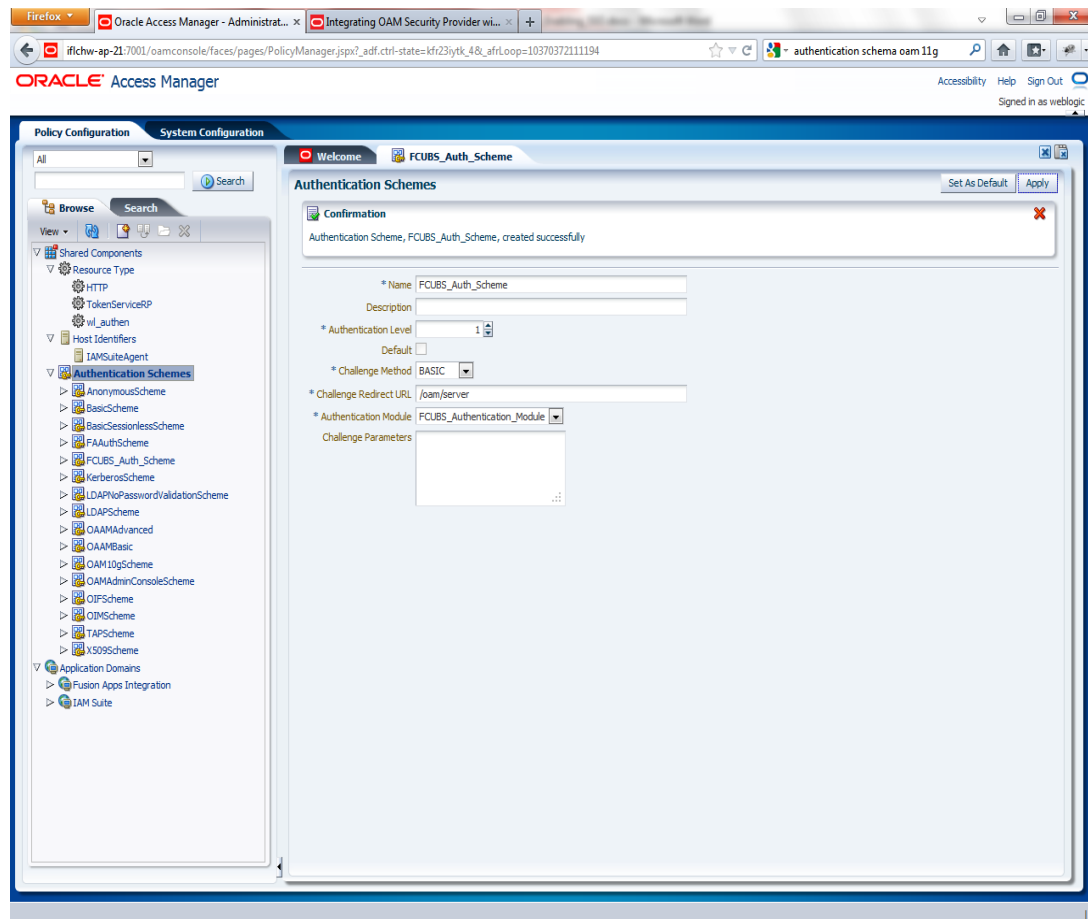 Firefox
Oracle Access Manager - Administrat... ×
Integrating OAM Security Provider wi... ×
+
iflchw-ap-21:7001/oamconsole/faces/pages/PolicyManager.jspx?_adf.ctrl-state=kfr23iytk_4&_afrLoop=10370372111194
authentication schema oam 11g
ORACLE Access Manager
Accessibility Help Sign Out
Signed in as weblogic
Policy Configuration
System Configuration
All
Search
Browse
Search
View
Shared Components
Resource Type
HTTP
TokenServiceRP
wl_authen
Host Identifiers
IAMSuiteAgent
Authentication Schemes
AnonymousScheme
BasicScheme
BasicSessionlessScheme
FAAuthScheme
FCUBS_Auth_Scheme
KerberosScheme
LDAPNoPasswordValidationScheme
LDAPScheme
OAAMAdvanced
OAAMBasic
OAM10gScheme
OAMAdminConsoleScheme
OIFScheme
OIMScheme
TAPScheme
X509Scheme
Application Domains
Fusion Apps Integration
IAM Suite
Welcome
FCUBS_Auth_Scheme
Authentication Schemes
Set As Default
Apply
Confirmation
Authentication Scheme, FCUBS_Auth_Scheme, created successfully
* Name FCUBS_Auth_Scheme
Description
* Authentication Level 1
Default
* Challenge Method BASIC
* Challenge Redirect URL /oam/server
* Authentication Module FCUBS_Authentication_Module
Challenge Parameters